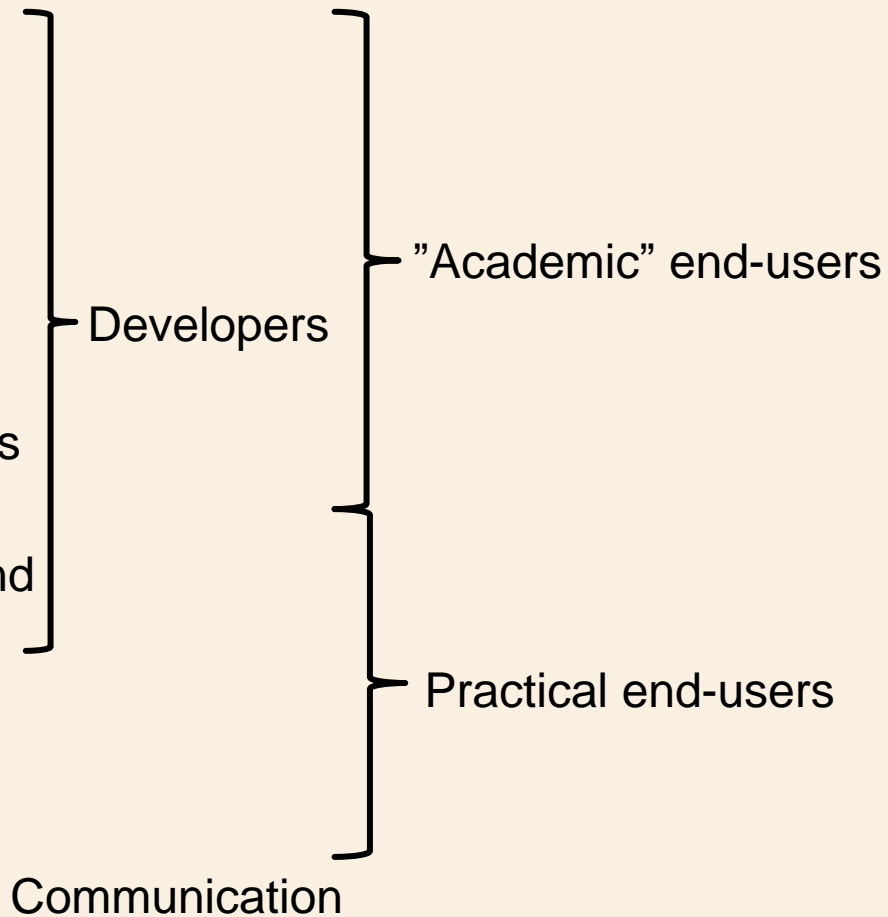 ”Academic” end-users
Developers
s
nd
Practical end-users
Communication